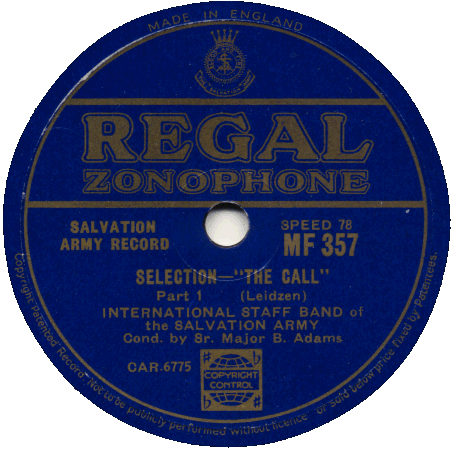 MADE IN ENGLAND
REGAL
ZONOPHONE
SALVATION
ARMY RECORD
SPEED 78
MF 357
SELECTION—"THE CALL"
Part 1 (Leidzen)
INTERNATIONAL STAFF BAND of
the SALVATION ARMY
Cond. by Sr. Major B. Adams
CAR.6775
COPYRIGHT
CONTROL
Copyright Patented Record. Not to be publicly performed without licence or sold below price fixed by Patentees.